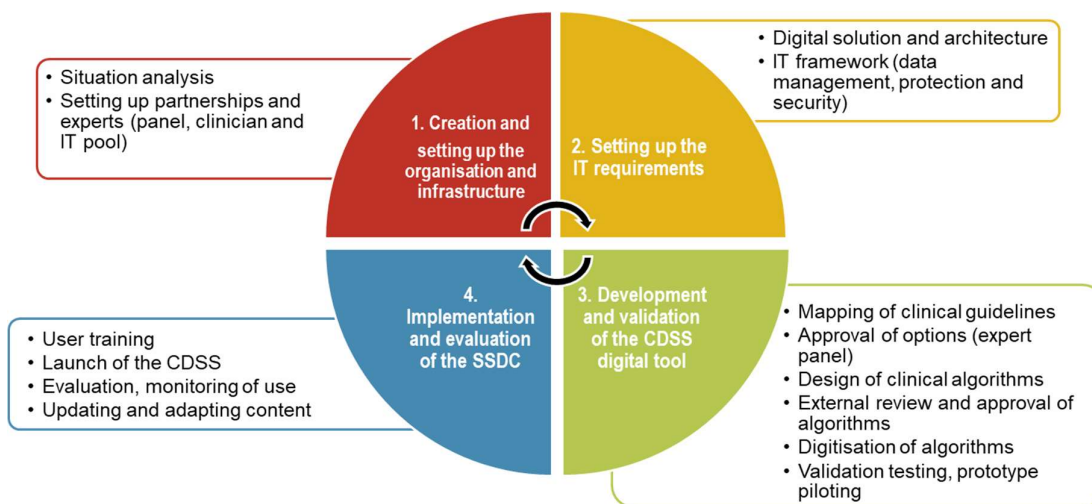 • Situation analysis
• Setting up partnerships and
experts (panel, clinician and
IT pool)
1. Creation and
setting up the
organisation and
infrastructure
2. Setting up the
IT requirements
• Digital solution and architecture
• IT framework (data
management, protection and
security)
4.
Implementation
and evaluation
of the SSDC
• User training
• Launch of the CDSS
• Evaluation, monitoring of use
• Updating and adapting content
3. Development
and validation
of the CDSS
digital tool
• Mapping of clinical guidelines
• Approval of options (expert
panel)
• Design of clinical algorithms
• External review and approval of
algorithms
• Digitisation of algorithms
• Validation testing, prototype
piloting